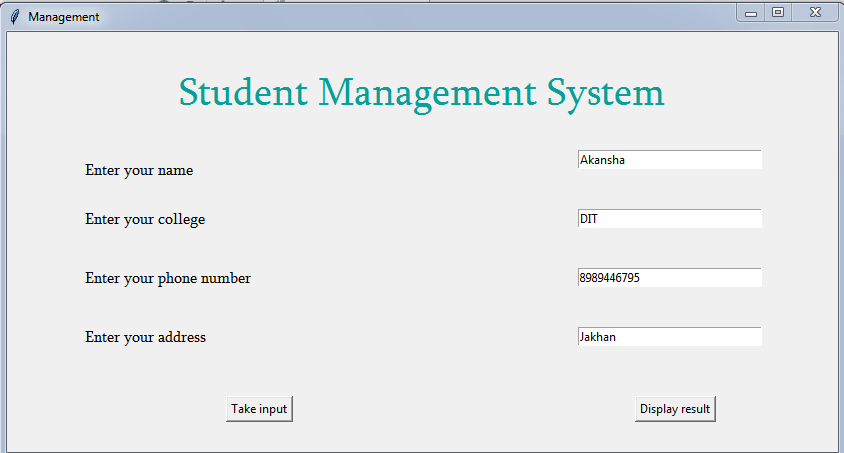 Management
Student Management System
Enter your name Akansha
Enter your college DIT
Enter your phone number 8989446795
Enter your address Jakhan
Take input Display result